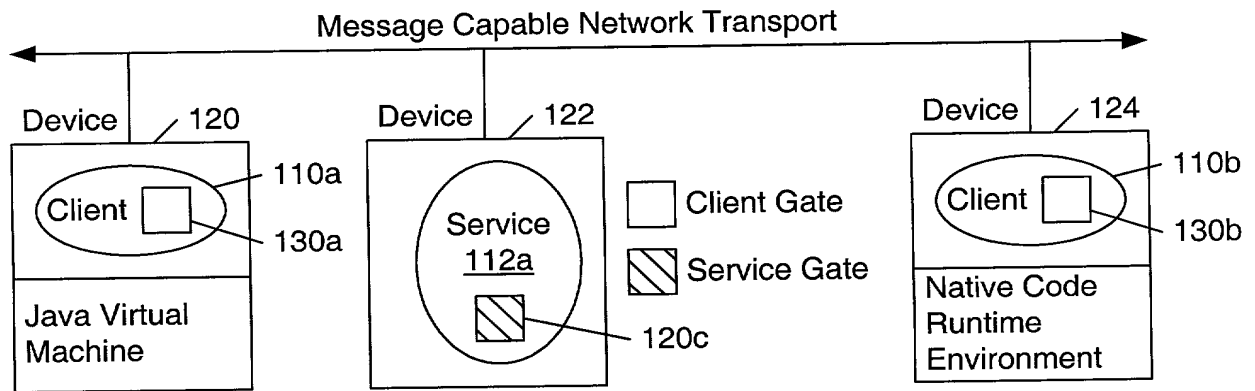 Message Capable Network Transport
Device
120
Device
122
Device
124
Client
110a
130a
Service
112a
120c
Client Gate
Service Gate
Client
110b
130b
Java Virtual
Machine
Native Code
Runtime
Environment